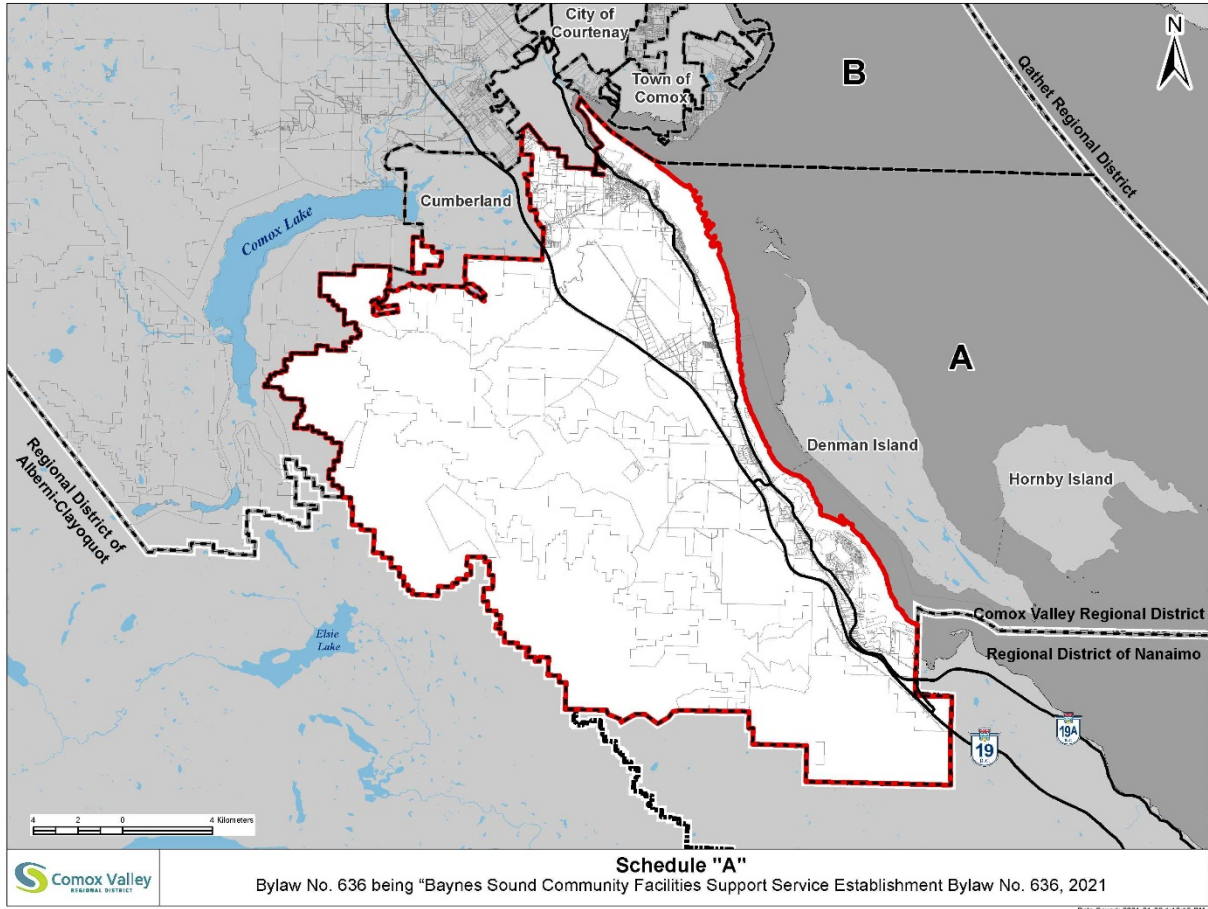 City of
Courtenay
Town of
Comox
B
N
Qathet Regional District
Cumberland
Comox Lake
A
Denman Island
Hornby Island
Regional District of
Alberni-Clayoquot
Elsie
Lake
Comox Valley Regional District
Regional District of Nanaimo
19
B.C.
19A
B.C.
4 2 0 4 Kilometers
Comox Valley
REGIONAL DISTRICT
Schedule "A"
Bylaw No. 636 being “Baynes Sound Community Facilities Support Service Establishment Bylaw No. 636, 2021